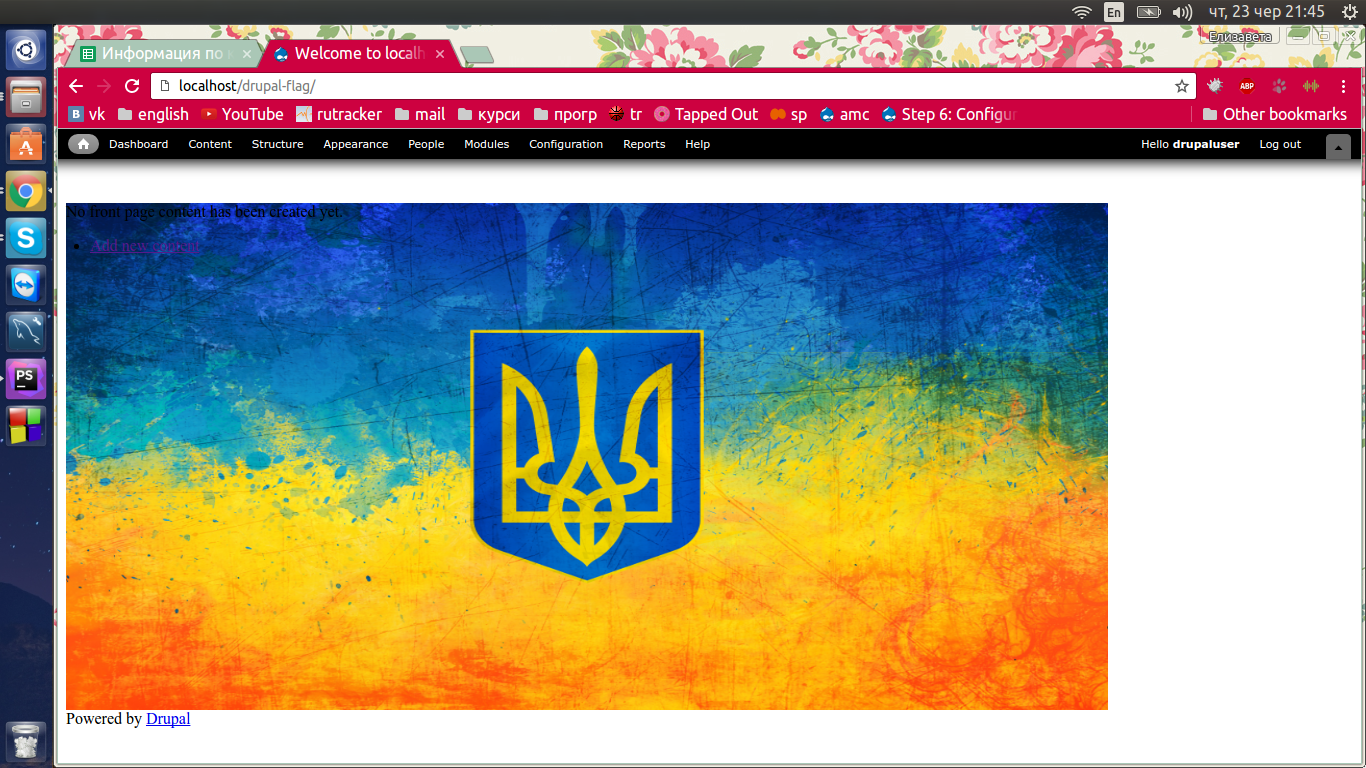 En чт, 23 чер 21:45
Информация по к Welcome to localh Елизавета
localhost/drupal-flag/ ABP
B vk english YouTube rutracker mail курси прогр tr Tapped Out sp amc Step 6: Configur Other bookmarks
Dashboard Content Structure Appearance People Modules Configuration Reports Help Hello drupaluser Log out
No front page content has been created yet.
Add new content
S
PS
Powered by Drupal